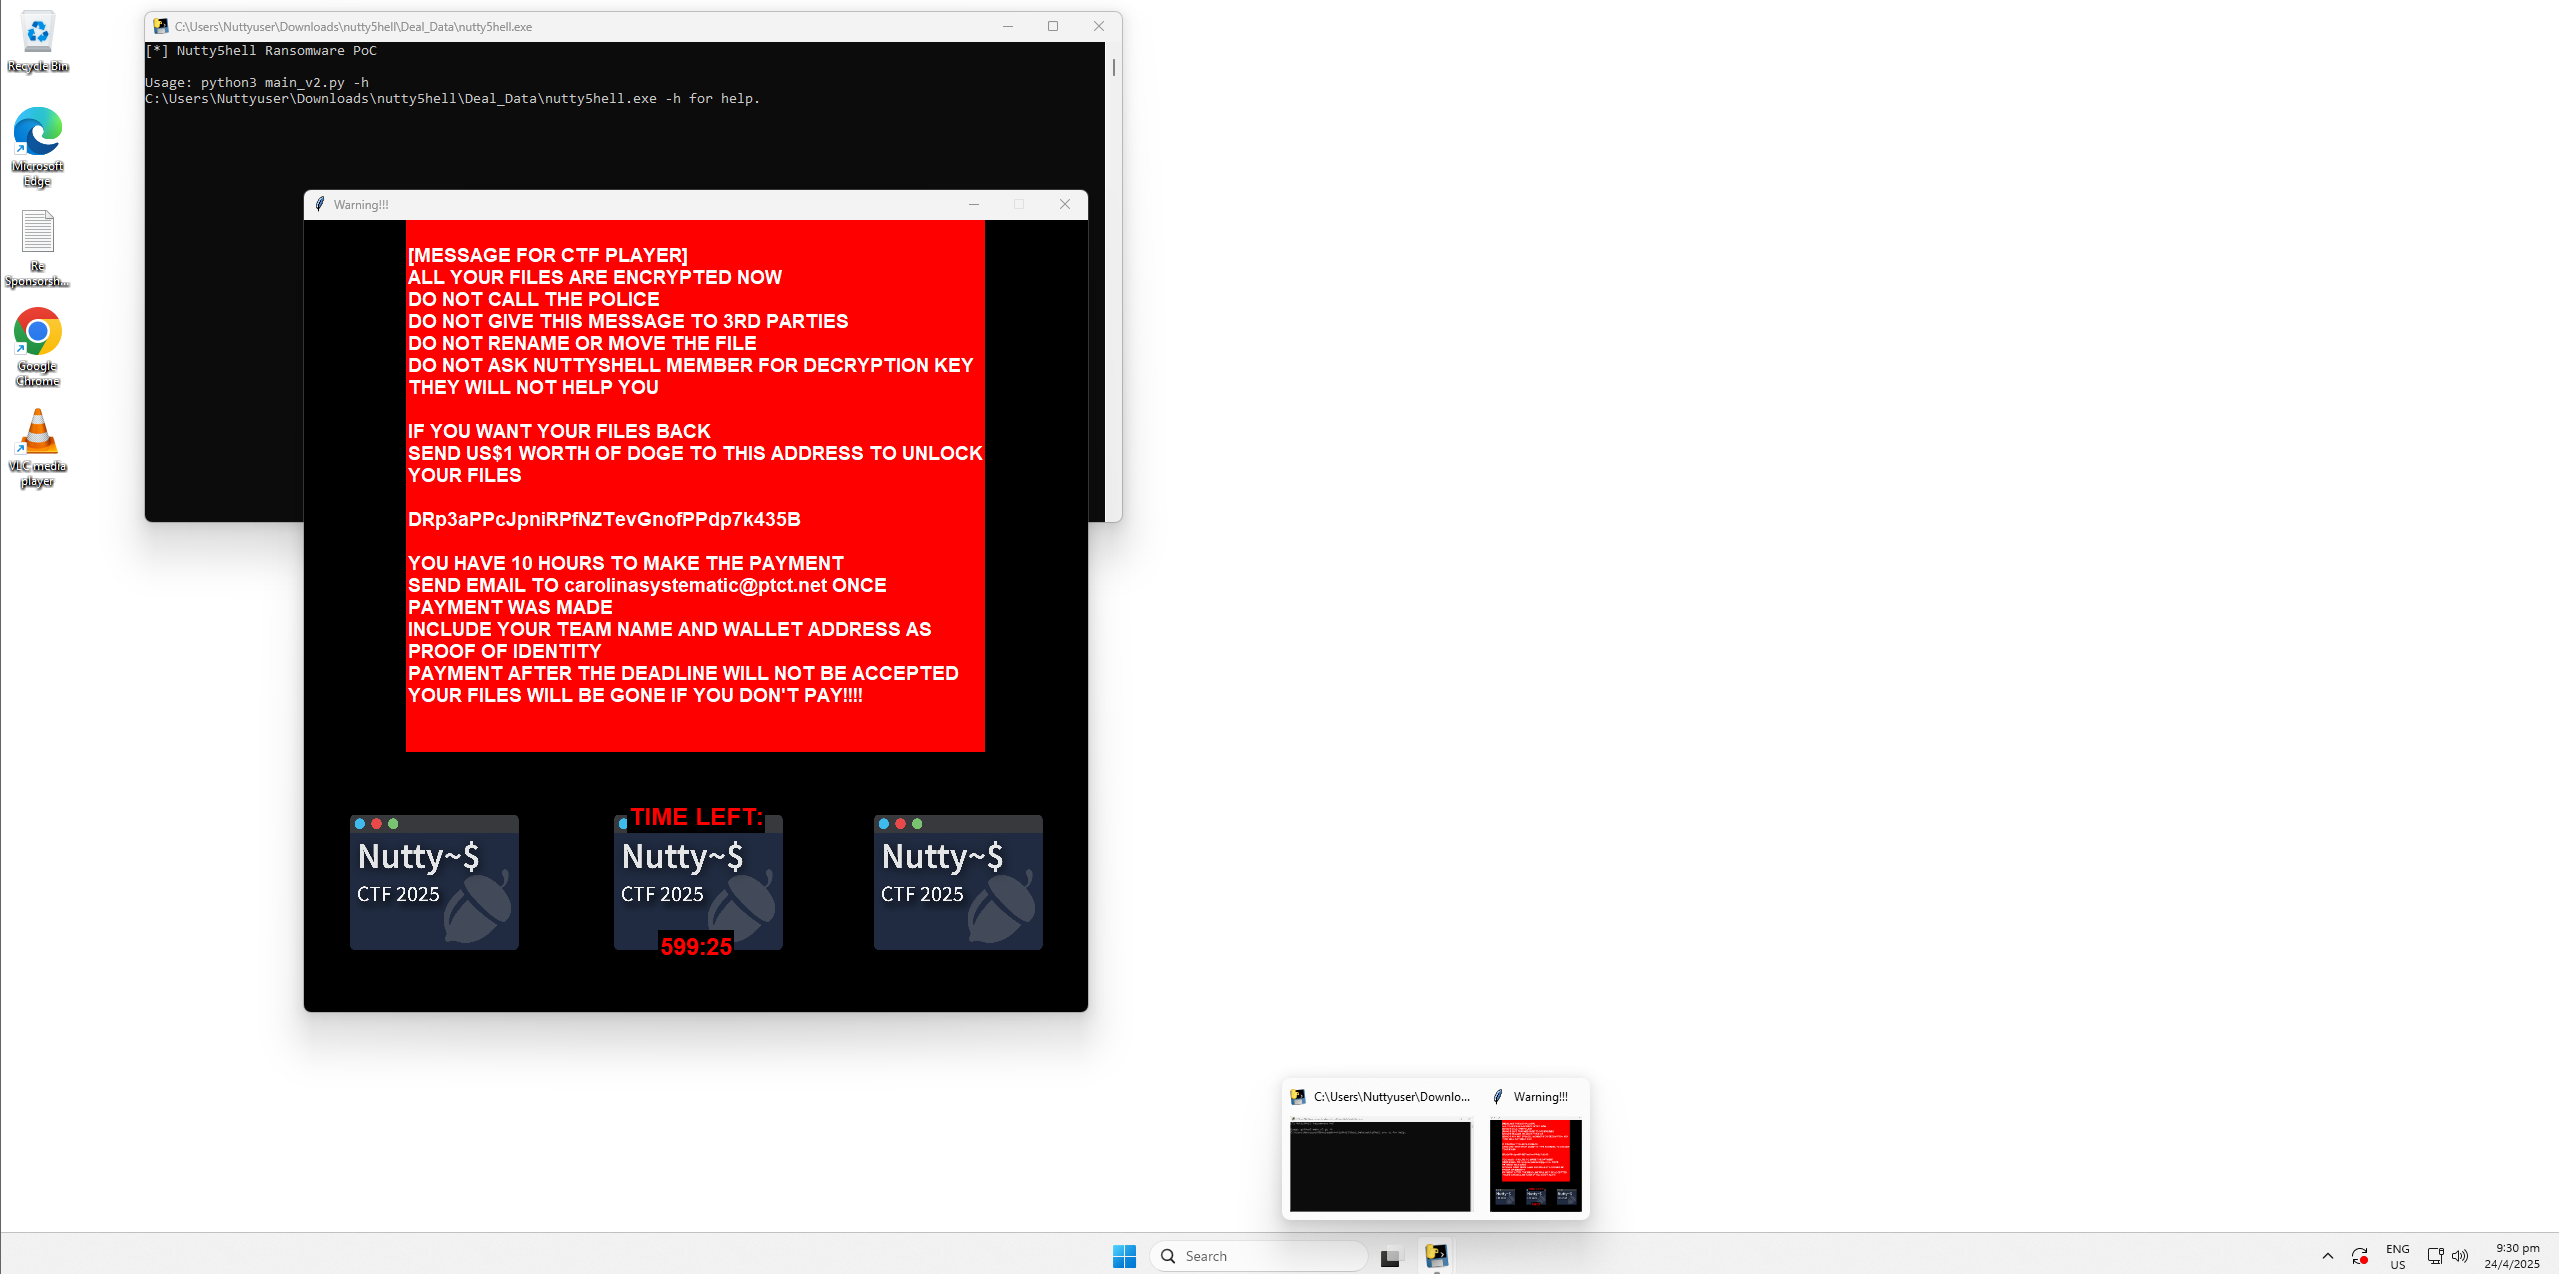 Recycle Bin
Microsoft
Edge
Re
Sponsorsh...
Google
Chrome
VLC media
player
C:\Users\Nuttyuser\Downloads\nutty5hell\Deal_Data\nutty5hell.exe
[*] Nutty5hell Ransomware PoC
Usage: python3 main_v2.py -h
C:\Users\Nuttyuser\Downloads\nutty5hell\Deal_Data\nutty5hell.exe -h for help.
Warning!!!
[MESSAGE FOR CTF PLAYER]
ALL YOUR FILES ARE ENCRYPTED NOW
DO NOT CALL THE POLICE
DO NOT GIVE THIS MESSAGE TO 3RD PARTIES
DO NOT RENAME OR MOVE THE FILE
DO NOT ASK NUTTYSHELL MEMBER FOR DECRYPTION KEY
THEY WILL NOT HELP YOU
IF YOU WANT YOUR FILES BACK
SEND US$1 WORTH OF DOGE TO THIS ADDRESS TO UNLOCK
YOUR FILES
DRp3aPPcJpniRPfNZTevGnofPPdp7k435B
YOU HAVE 10 HOURS TO MAKE THE PAYMENT
SEND EMAIL TO carolinasystematic@ptct.net ONCE
PAYMENT WAS MADE
INCLUDE YOUR TEAM NAME AND WALLET ADDRESS AS
PROOF OF IDENTITY
PAYMENT AFTER THE DEADLINE WILL NOT BE ACCEPTED
YOUR FILES WILL BE GONE IF YOU DON'T PAY!!!!
TIME LEFT:
Nutty~$
CTF 2025
Nutty~$
CTF 2025
Nutty~$
CTF 2025
599:25
C:\Users\Nuttyuser\Downlo...
Warning!!!
Search
ENG
US
9:30 pm
24/4/2025